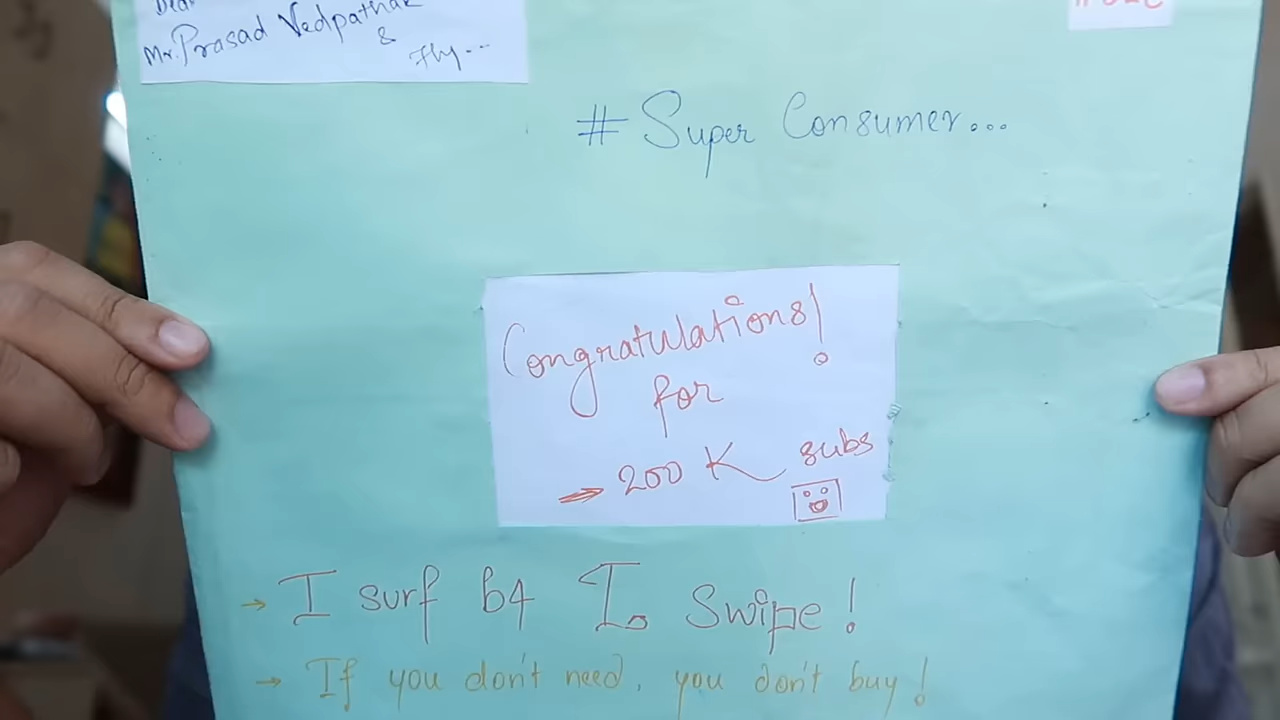 Dear
Mr. Prasad Vedpathak
&
# Super Consumer...
Congratulations!
for
→ 200 K subs
→ I surf b4 I swipe!
→ If you don't need, you don't buy!